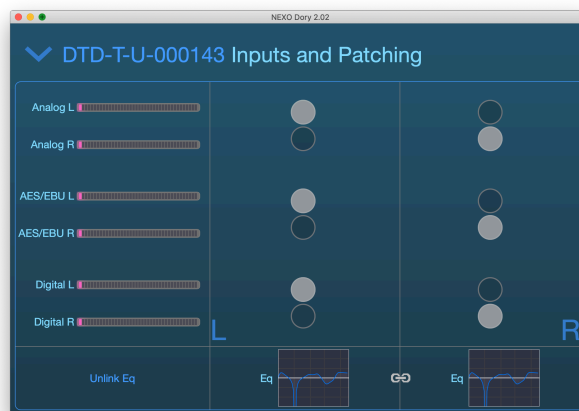 NEXO Dory 2.02
DTD-T-U-000143 Inputs and Patching
Analog L
Analog R
AES/EBU L
AES/EBU R
Digital L
Digital R
L
R
Unlink Eq
Eq
Eq